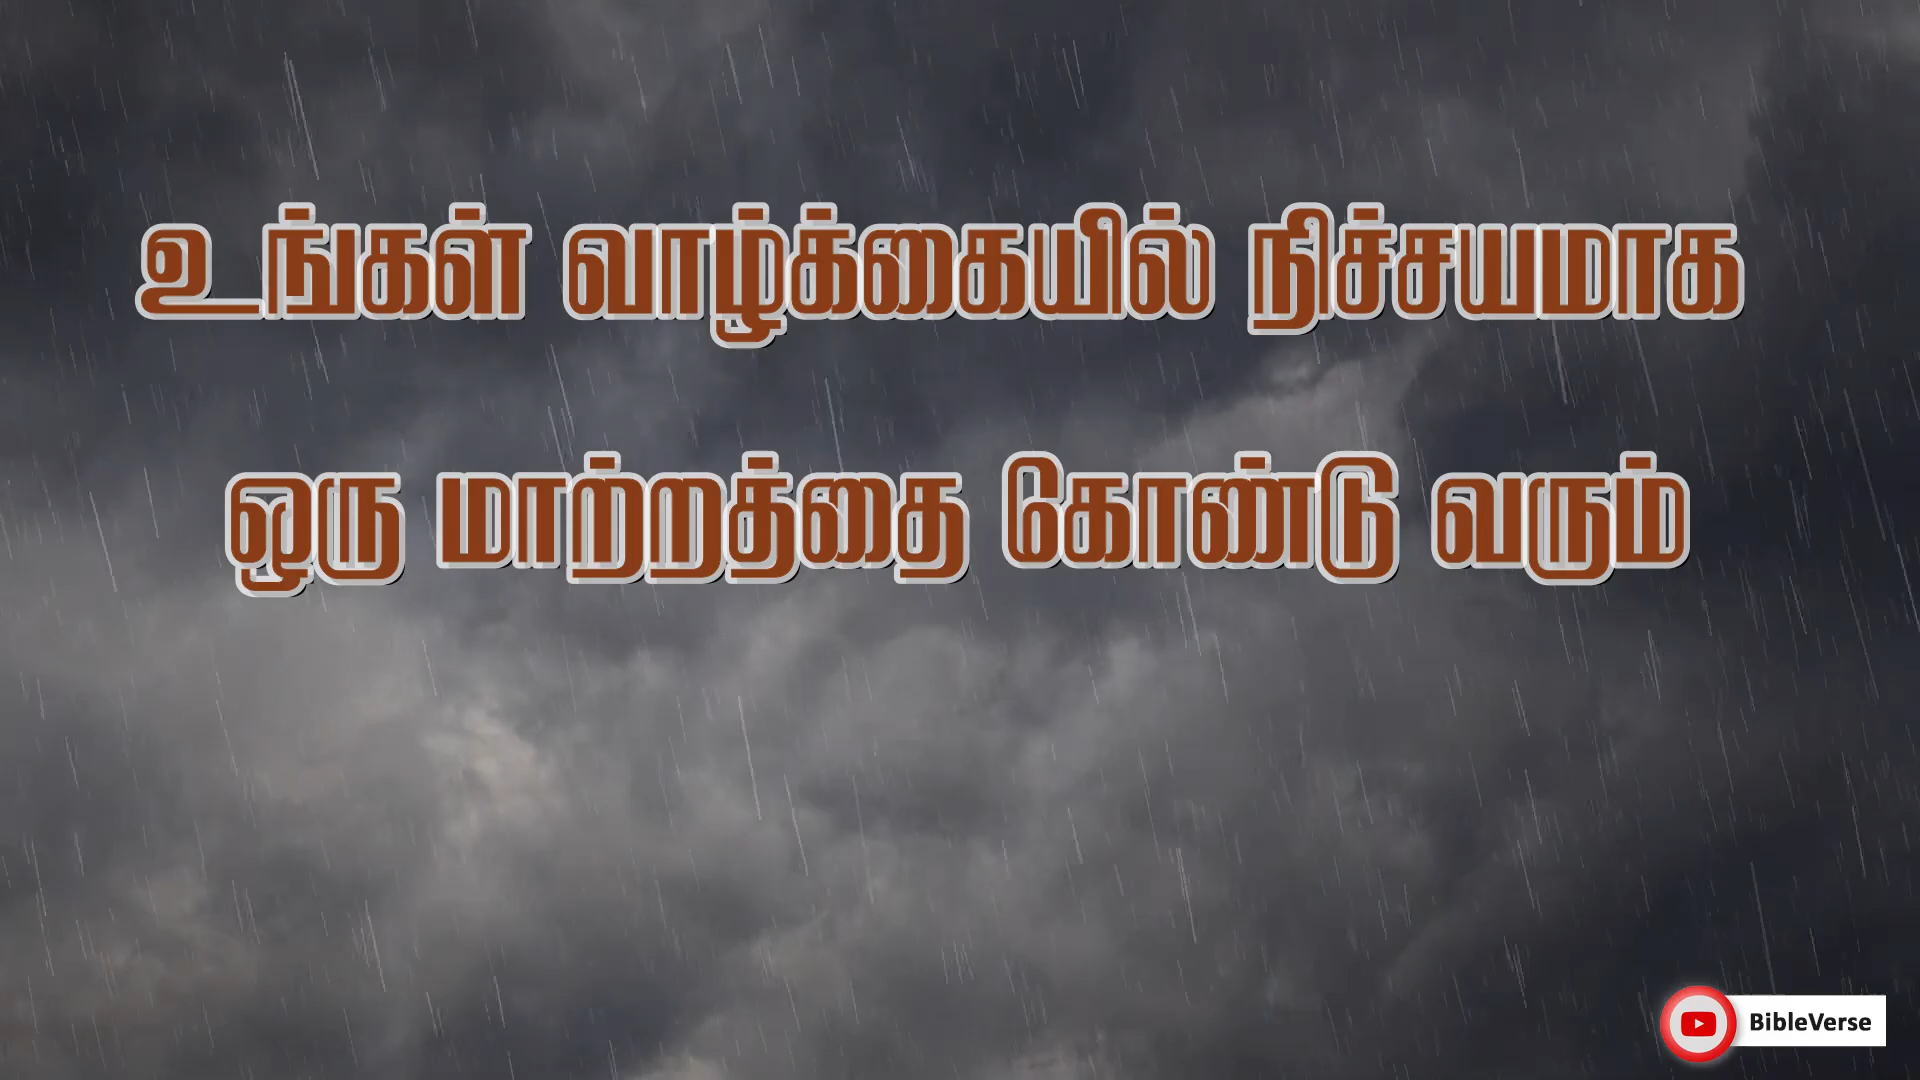 உங்கள் வாழ்க்கையில் நிச்சயமாக
ஒரு மாற்றத்தை கோண்டு வரும்
BibleVerse